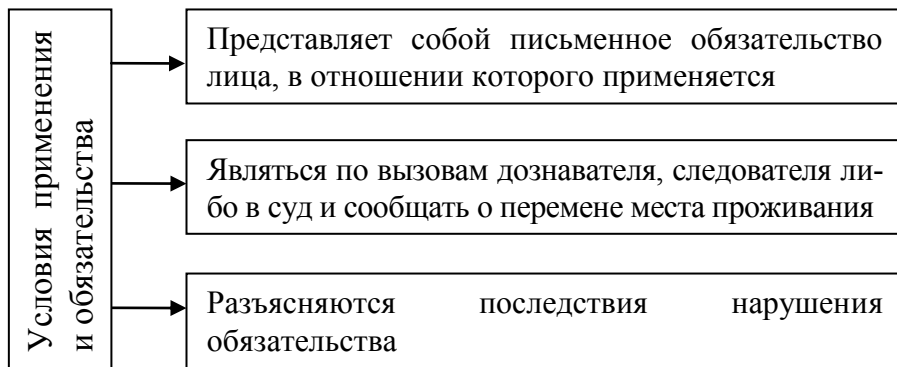 Условия применения
и обязательства
Представляет собой письменное обязательство
лица, в отношении которого применяется
Являться по вызовам дознавателя, следователя ли-
бо в суд и сообщать о перемене места проживания
Разъясняются последствия нарушения
обязательства